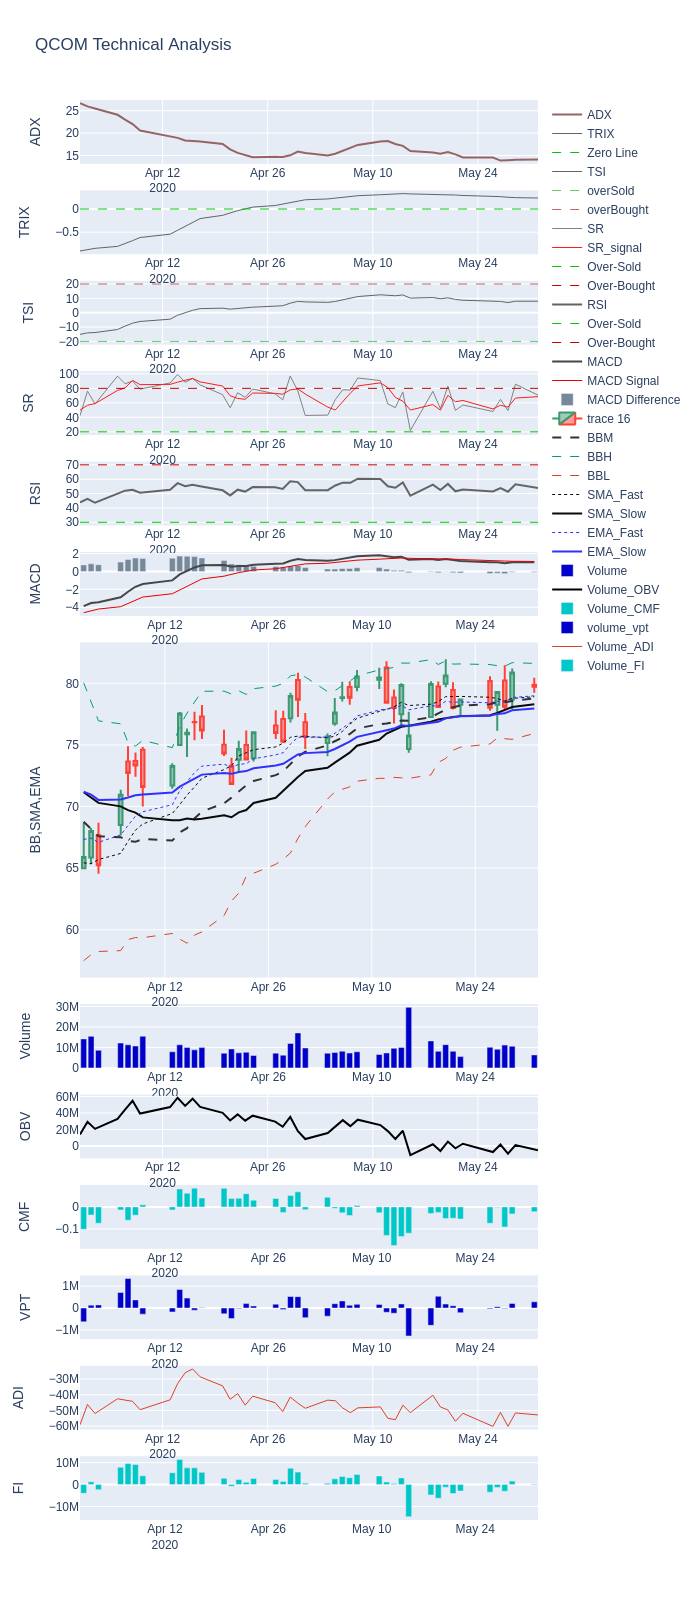 QCOM Technical Analysis
ADX
25
20
15
Apr 12
2020
Apr 26
May 10
May 24
TRIX
0
−0.5
Apr 12
2020
Apr 26
May 10
May 24
TSI
20
10
0
−10
−20
Apr 12
2020
Apr 26
May 10
May 24
SR
100
80
60
40
20
Apr 12
2020
Apr 26
May 10
May 24
RSI
70
60
50
40
30
Apr 12
2020
Apr 26
May 10
May 24
MACD
2
0
−2
−4
Apr 12
2020
Apr 26
May 10
May 24
BB,SMA,EMA
80
75
70
65
60
Apr 12
2020
Apr 26
May 10
May 24
Volume
30M
20M
10M
0
Apr 12
2020
Apr 26
May 10
May 24
OBV
60M
40M
20M
0
Apr 12
2020
Apr 26
May 10
May 24
CMF
0
−0.1
Apr 12
2020
Apr 26
May 10
May 24
VPT
1M
0
−1M
Apr 12
2020
Apr 26
May 10
May 24
ADI
−30M
−40M
−50M
−60M
Apr 12
2020
Apr 26
May 10
May 24
FI
10M
0
−10M
Apr 12
2020
Apr 26
May 10
May 24
ADX
TRIX
Zero Line
TSI
overSold
overBought
SR
SR_signal
Over-Sold
Over-Bought
RSI
Over-Sold
Over-Bought
MACD
MACD Signal
MACD Difference
trace 16
BBM
BBH
BBL
SMA_Fast
SMA_Slow
EMA_Fast
EMA_Slow
Volume
Volume_OBV
Volume_CMF
volume_vpt
Volume_ADI
Volume_FI